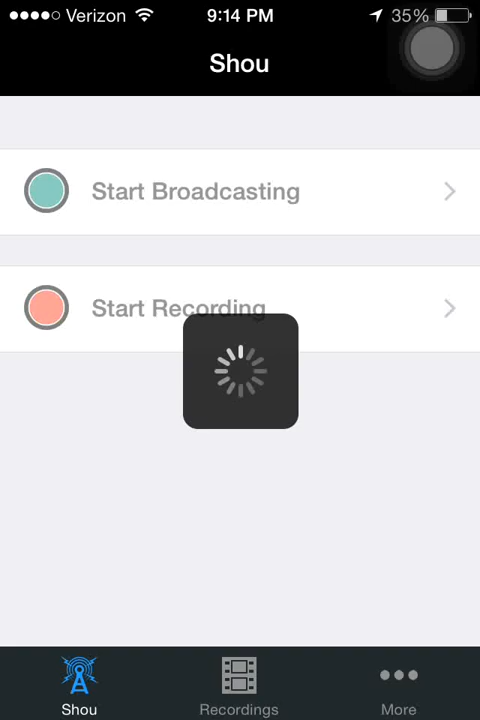 Verizon 9:14 PM 35%
Shou
Start Broadcasting
Start Recording
Shou Recordings More